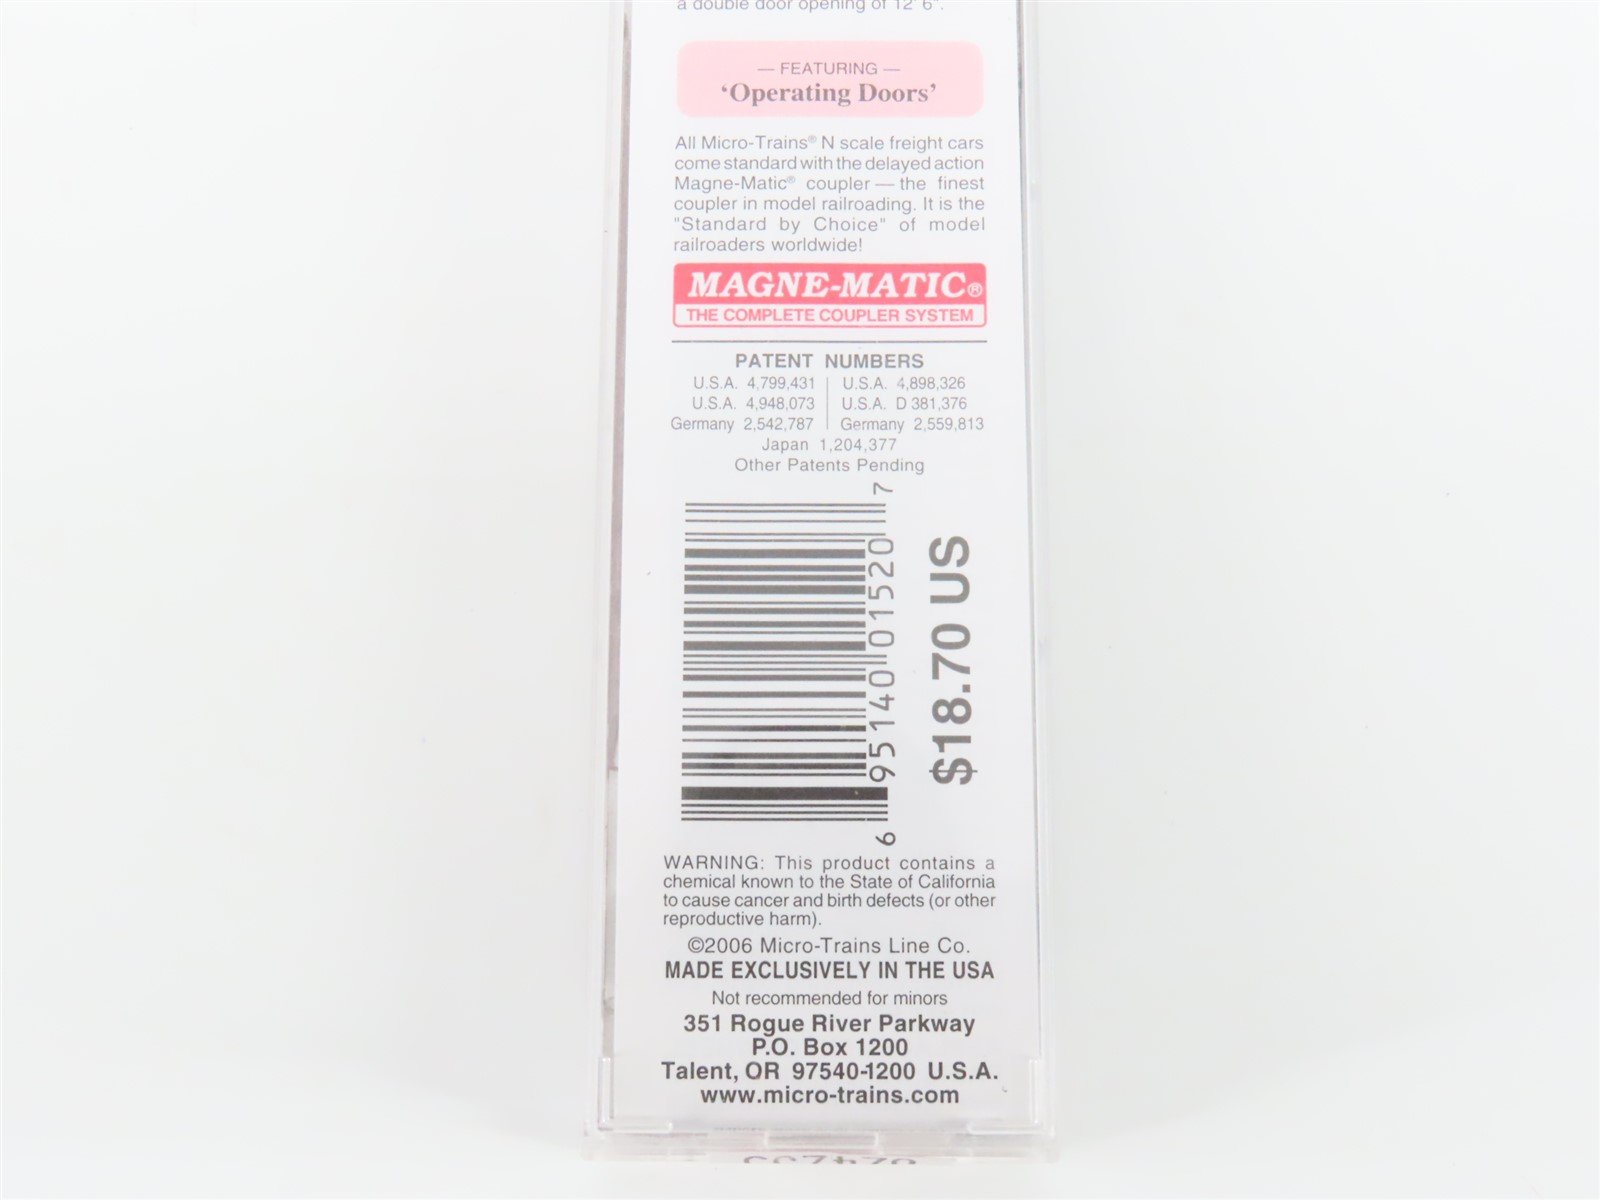 a double door opening of 12' 6".
— FEATURING —
'Operating Doors'
All Micro-Trains® N scale freight cars
come standard with the delayed action
Magne-Matic® coupler — the finest
coupler in model railroading. It is the
"Standard by Choice" of model
railroaders worldwide!
MAGNE-MATIC®
THE COMPLETE COUPLER SYSTEM
PATENT NUMBERS
U.S.A. 4,799,431 U.S.A. 4,898,326
U.S.A. 4,948,073 U.S.A. D 381,376
Germany 2,542,787 Germany 2,559,813
Japan 1,204,377
Other Patents Pending
6 95140 01520 7
$18.70 US
WARNING: This product contains a
chemical known to the State of California
to cause cancer and birth defects (or other
reproductive harm).
©2006 Micro-Trains Line Co.
MADE EXCLUSIVELY IN THE USA
Not recommended for minors
351 Rogue River Parkway
P.O. Box 1200
Talent, OR 97540-1200 U.S.A.
www.micro-trains.com